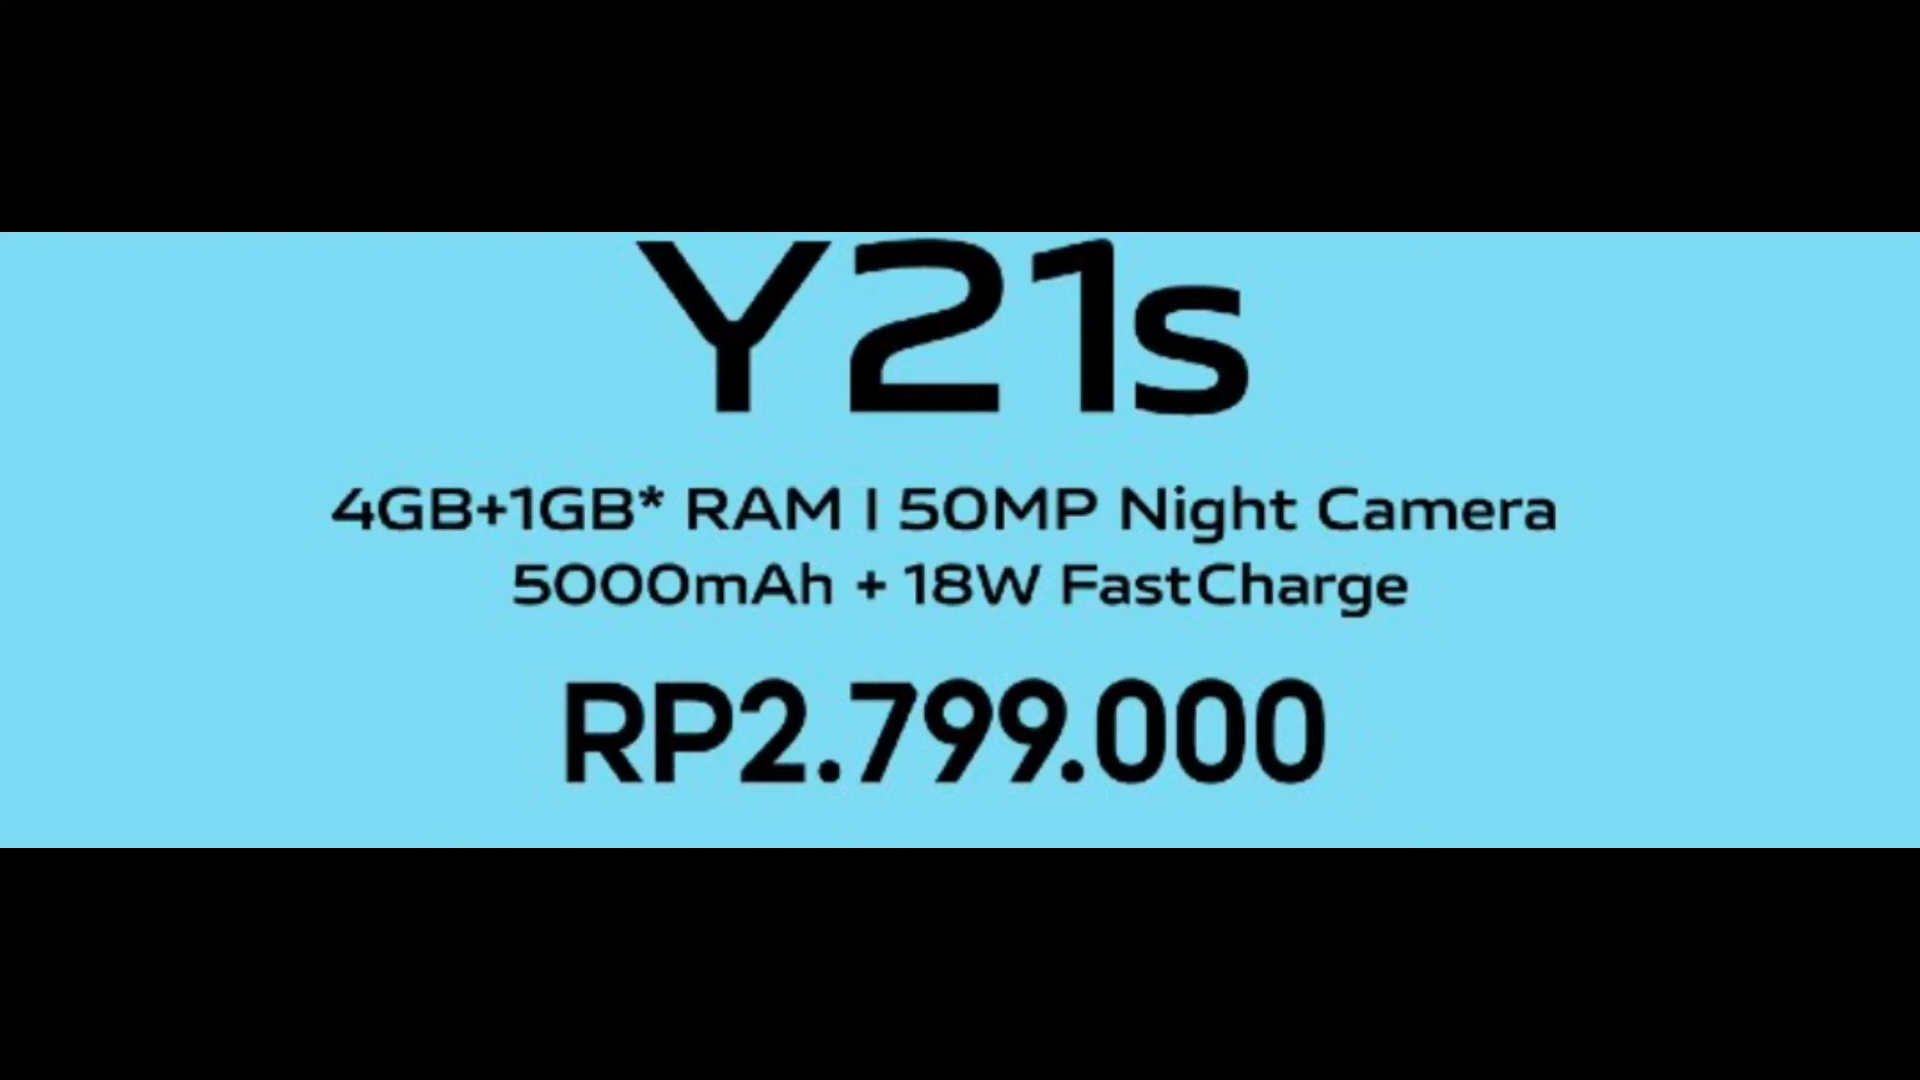 Y21s
4GB+1GB* RAM | 50MP Night Camera
5000mAh + 18W FastCharge
RP2.799.000